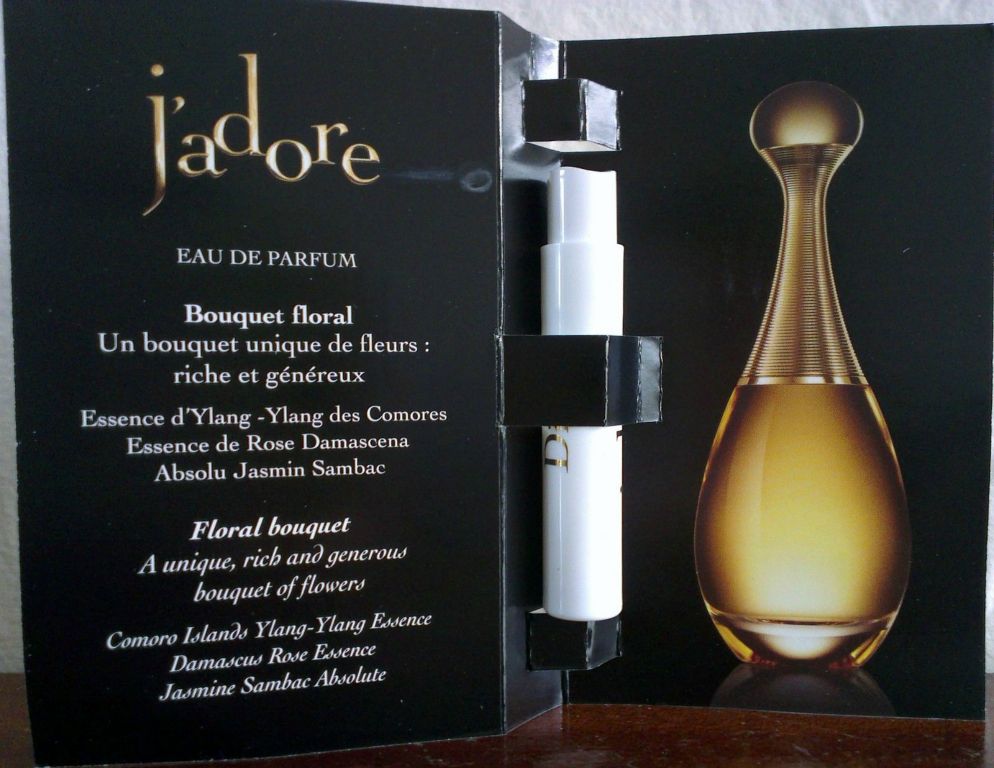 j'adore
EAU DE PARFUM
Bouquet floral
Un bouquet unique de fleurs :
riche et généreux
Essence d'Ylang -Ylang des Comores
Essence de Rose Damascena
Absolu Jasmin Sambac
Floral bouquet
A unique, rich and generous
bouquet of flowers
Comoro Islands Ylang-Ylang Essence
Damascus Rose Essence
Jasmine Sambac Absolute